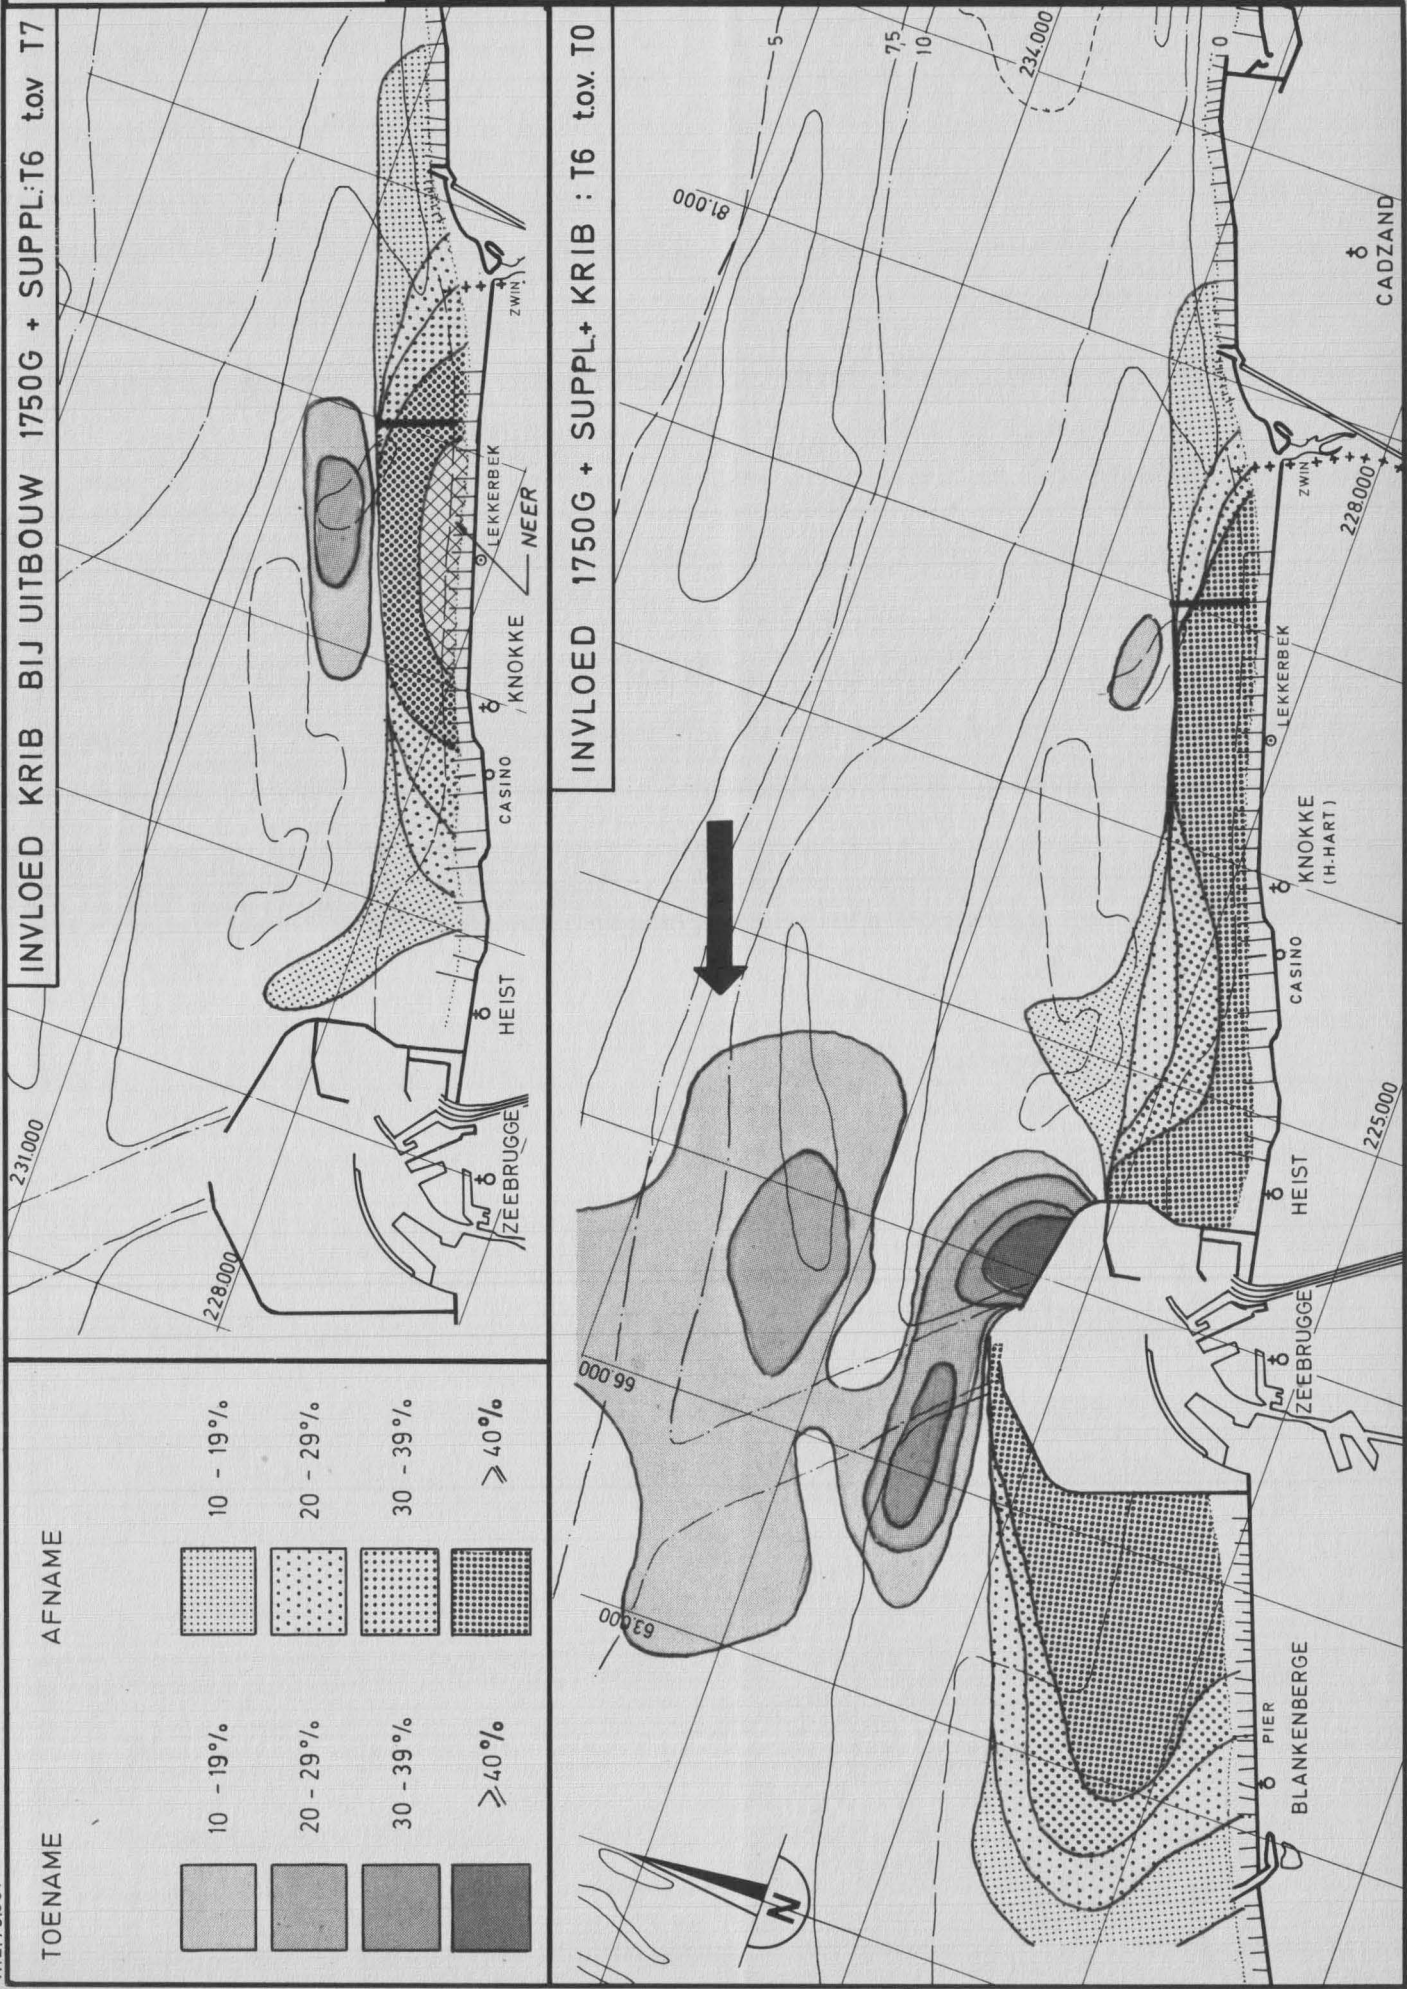 INVLOED KRIB BIJ UITBOUW 1750G + SUPPL.:T6 t.o.v T7
231.000
228.000
ZEEBRUGGE
HEIST
CASINO
KNOKKE
NEER
LEKKERBEK
ZWIN
TOENAME AFNAME
10 - 19% 10 - 19%
20 - 29% 20 - 29%
30 - 39% 30 - 39%
⩾40% ⩾40%
INVLOED 1750G + SUPPL.+ KRIB : T6 t.o.v. T0
5
7,5
10
0
234.000
81.000
66.000
63.000
228.000
225.000
N
BLANKENBERGE
PIER
ZEEBRUGGE
HEIST
CASINO
KNOKKE
(H.HART)
LEKKERBEK
ZWIN
CADZAND